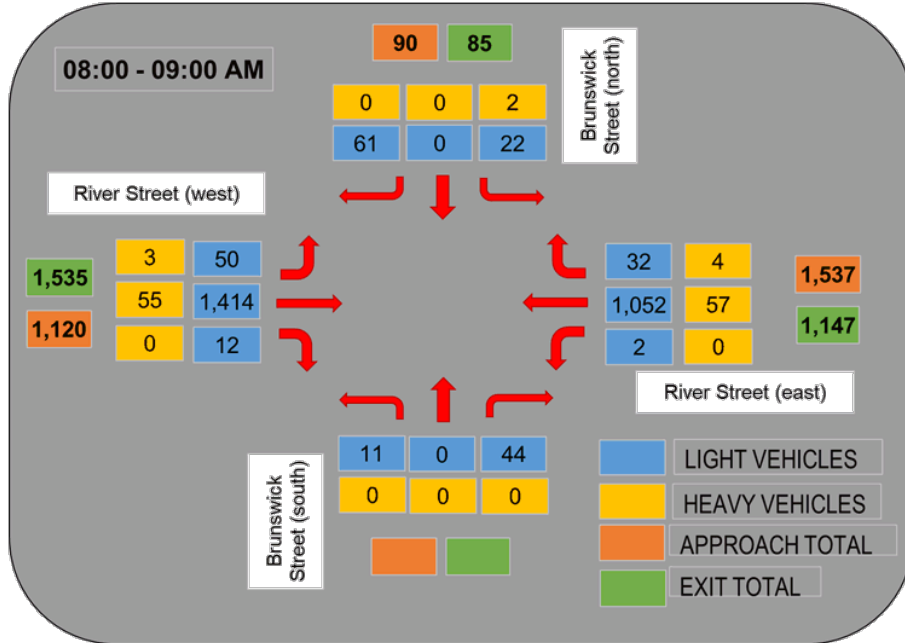 90 85
08:00 - 09:00 AM
Brunswick
Street (north)
0 0 2
61 0 22
River Street (west)
3 50
1,535
55 1,414
1,120
0 12
32 4
1,537
1,052 57
1,147
2 0
River Street (east)
Brunswick
Street (south)
11 0 44
0 0 0
LIGHT VEHICLES
HEAVY VEHICLES
APPROACH TOTAL
EXIT TOTAL